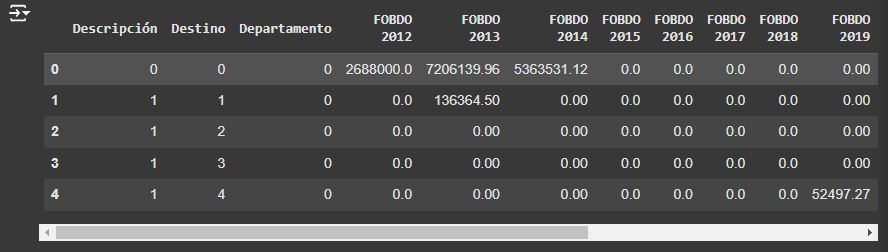 Descripción Destino Departamento FOBDO 2012 FOBDO 2013 FOBDO 2014 FOBDO 2015 FOBDO 2016 FOBDO 2017 FOBDO 2018 FOBDO 2019
0 0 0 0 2688000.0 7206139.96 5363531.12 0.0 0.0 0.0 0.0 0.00
1 1 1 0 0.0 136364.50 0.00 0.0 0.0 0.0 0.0 0.00
2 1 2 0 0.0 0.00 0.00 0.0 0.0 0.0 0.0 0.00
3 1 3 0 0.0 0.00 0.00 0.0 0.0 0.0 0.0 0.00
4 1 4 0 0.0 0.00 0.00 0.0 0.0 0.0 0.0 52497.27